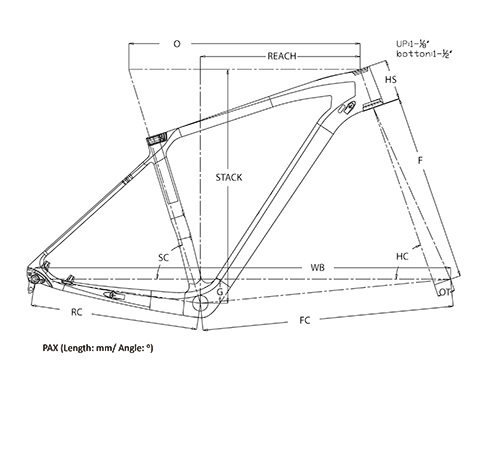 O
REACH
UP:1-⅛"
bottom:1-½"
HS
F
STACK
SC
HC
WB
G
OT
RC
FC
PAX (Length: mm/ Angle: º)